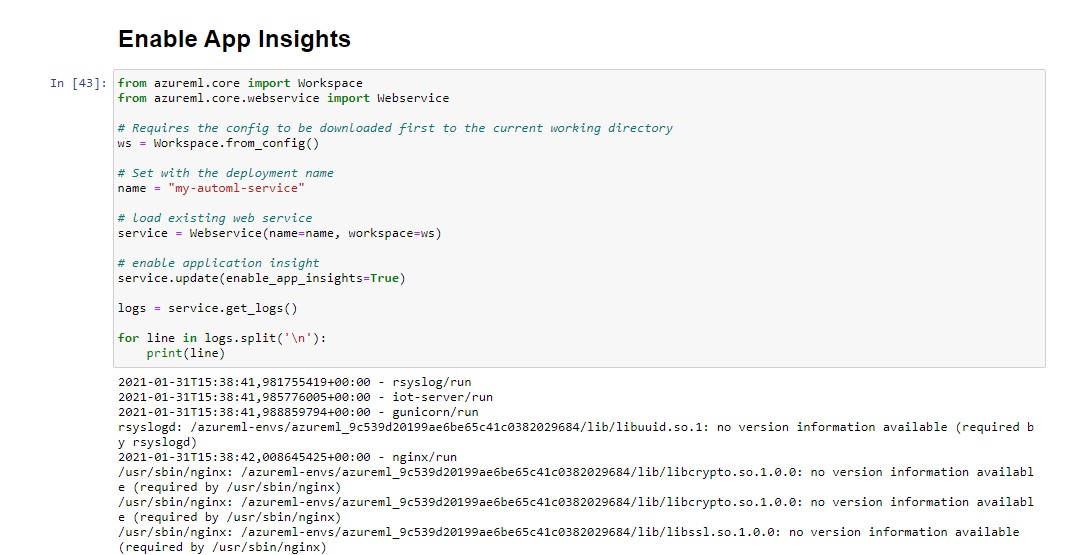 Enable App Insights
In [43]:
from azureml.core import Workspace
from azureml.core.webservice import Webservice
# Requires the config to be downloaded first to the current working directory
ws = Workspace.from_config()
# Set with the deployment name
name = "my-automl-service"
# load existing web service
service = Webservice(name=name, workspace=ws)
# enable application insight
service.update(enable_app_insights=True)
logs = service.get_logs()
for line in logs.split('\n'):
    print(line)
2021-01-31T15:38:41,981755419+00:00 - rsyslog/run
2021-01-31T15:38:41,985776005+00:00 - iot-server/run
2021-01-31T15:38:41,988859794+00:00 - gunicorn/run
rsyslogd: /azureml-envs/azureml_9c539d20199ae6be65c41c0382029684/lib/libuuid.so.1: no version information available (required b
y rsyslogd)
2021-01-31T15:38:42,008645425+00:00 - nginx/run
/usr/sbin/nginx: /azureml-envs/azureml_9c539d20199ae6be65c41c0382029684/lib/libcrypto.so.1.0.0: no version information availabl
e (required by /usr/sbin/nginx)
/usr/sbin/nginx: /azureml-envs/azureml_9c539d20199ae6be65c41c0382029684/lib/libcrypto.so.1.0.0: no version information availabl
e (required by /usr/sbin/nginx)
/usr/sbin/nginx: /azureml-envs/azureml_9c539d20199ae6be65c41c0382029684/lib/libssl.so.1.0.0: no version information available
(required by /usr/sbin/nginx)